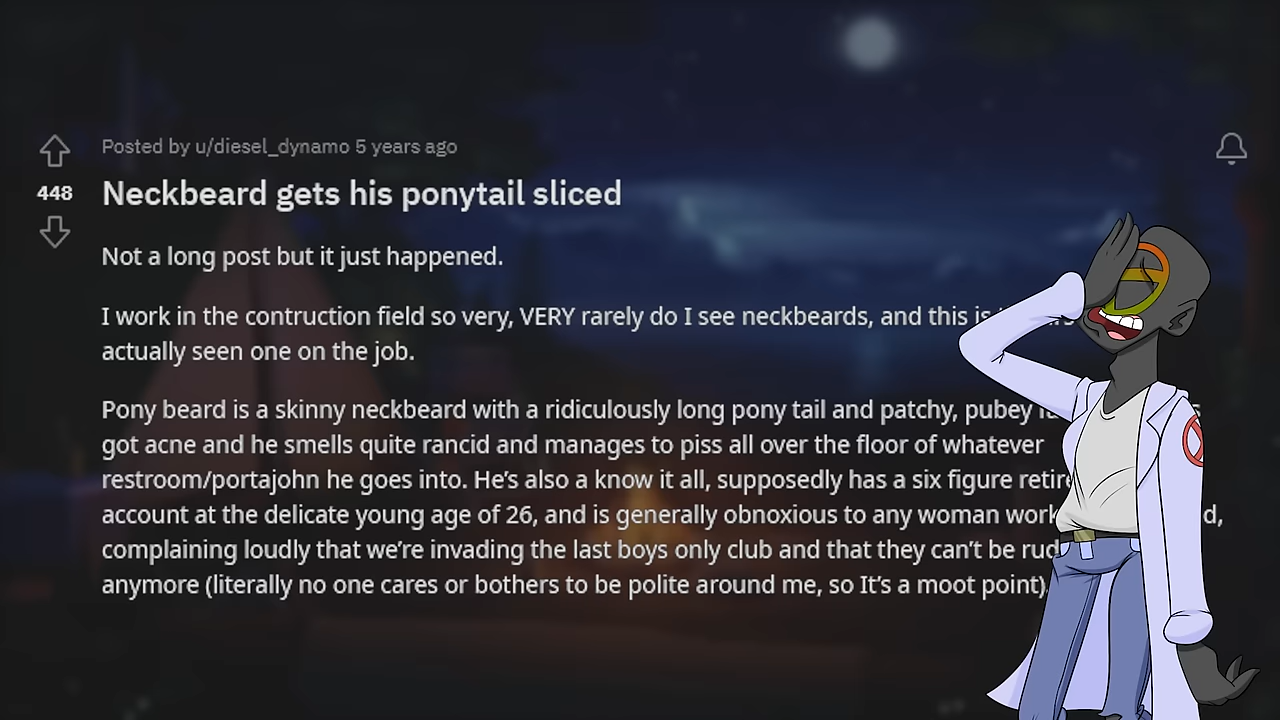 Posted by u/diesel_dynamo 5 years ago
448
Neckbeard gets his ponytail sliced
Not a long post but it just happened.
I work in the contruction field so very, VERY rarely do I see neckbeards, and this is
actually seen one on the job.
Pony beard is a skinny neckbeard with a ridiculously long pony tail and patchy, pubey
got acne and he smells quite rancid and manages to piss all over the floor of whatever
restroom/portajohn he goes into. He's also a know it all, supposedly has a six figure
account at the delicate young age of 26, and is generally obnoxious to any woman
complaining loudly that we're invading the last boys only club and that they can't be
anymore (literally no one cares or bothers to be polite around me, so It's a moot point)